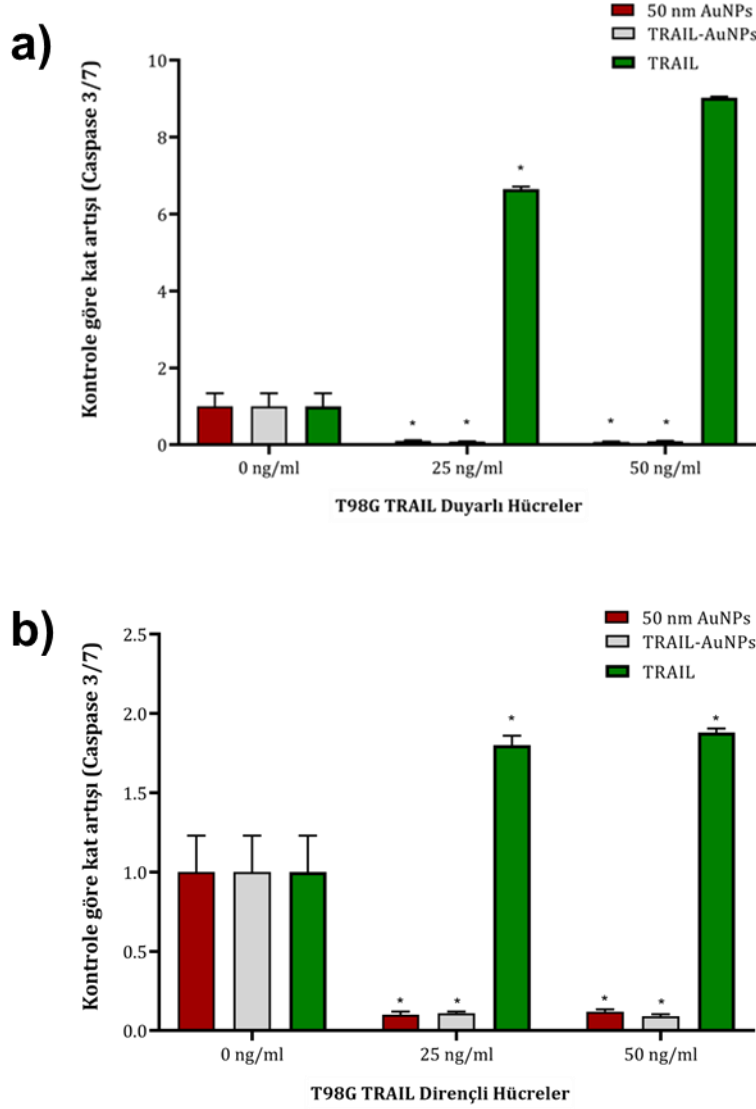 a)
50 nm AuNPs
TRAIL-AuNPs
TRAIL
Kontrole göre kat artışı (Caspase 3/7)
10
8
6
4
2
0
*
* *
* *
0 ng/ml 25 ng/ml 50 ng/ml
T98G TRAIL Duyarlı Hücreler
b)
50 nm AuNPs
TRAIL-AuNPs
TRAIL
Kontrole göre kat artışı (Caspase 3/7)
2.5
2.0
1.5
1.0
0.5
0.0
* *
* *
* *
0 ng/ml 25 ng/ml 50 ng/ml
T98G TRAIL Dirençli Hücreler